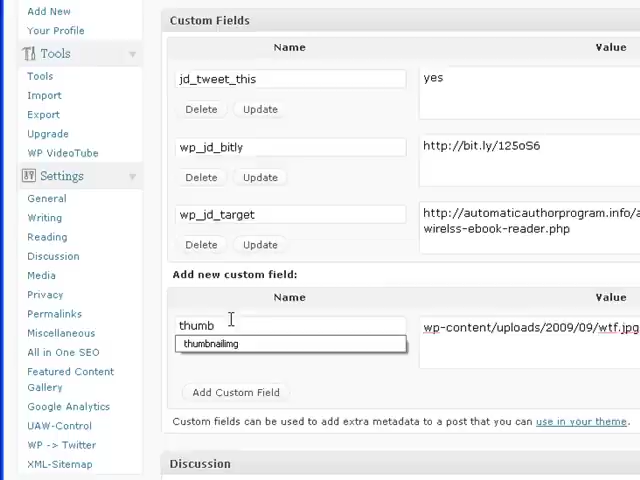 Add New
Your Profile
Tools
Tools
Import
Export
Upgrade
WP VideoTube
Settings
General
Writing
Reading
Discussion
Media
Privacy
Permalinks
Miscellaneous
All in One SEO
Featured Content
Gallery
Google Analytics
UAW-Control
WP -> Twitter
XML-Sitemap
Custom Fields
Name
Value
jd_tweet_this
yes
Delete
Update
wp_jd_bitly
http://bit.ly/125oS6
Delete
Update
wp_jd_target
http://automaticauthorprogram.info/a
wirelss-ebook-reader.php
Delete
Update
Add new custom field:
Name
Value
thumb
wp-content/uploads/2009/09/wtf.jpg
thumbnailimg
Add Custom Field
Custom fields can be used to add extra metadata to a post that you can use in your theme.
Discussion